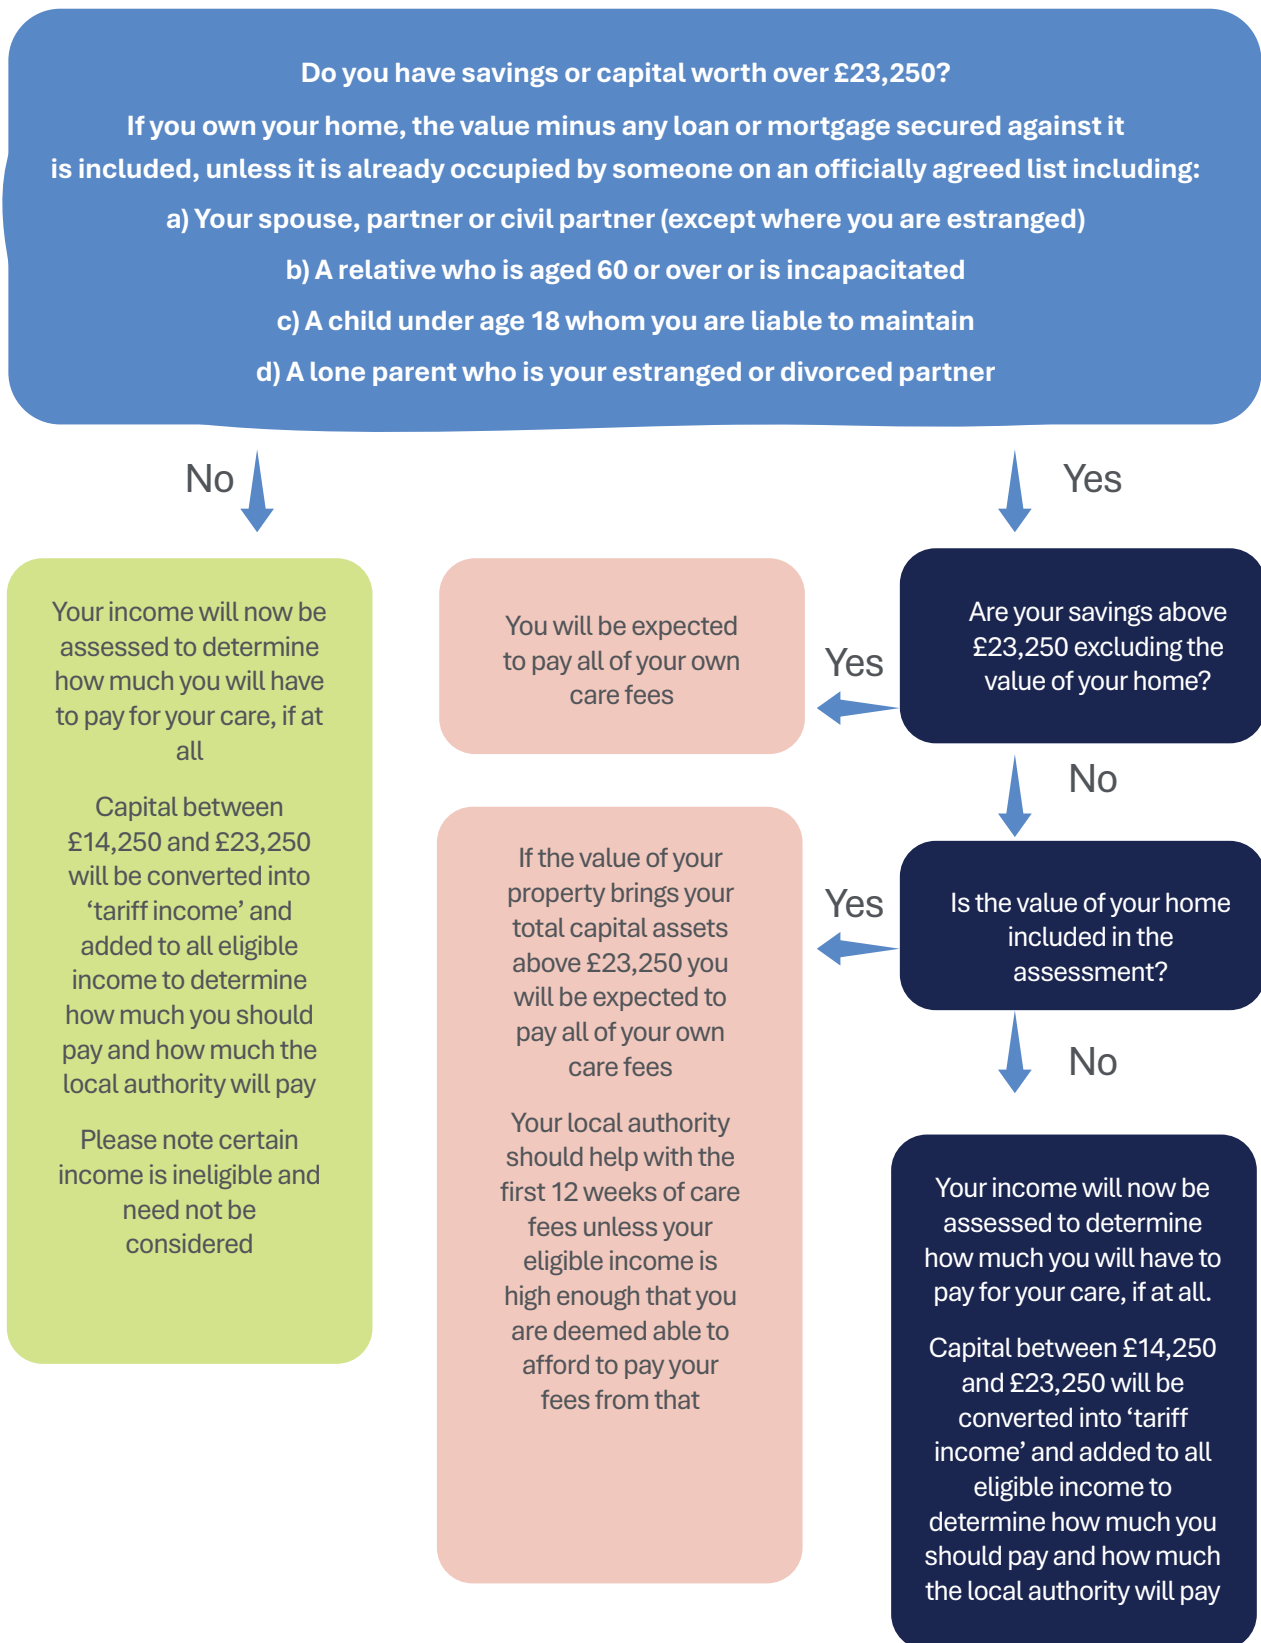 Do you have savings or capital worth over £23,250?
If you own your home, the value minus any loan or mortgage secured against it
is included, unless it is already occupied by someone on an officially agreed list including:
a) Your spouse, partner or civil partner (except where you are estranged)
b) A relative who is aged 60 or over or is incapacitated
c) A child under age 18 whom you are liable to maintain
d) A lone parent who is your estranged or divorced partner
No
Yes
Your income will now be
assessed to determine
how much you will have
to pay for your care, if at
all
Capital between
£14,250 and £23,250
will be converted into
‘tariff income’ and
added to all eligible
income to determine
how much you should
pay and how much the
local authority will pay
Please note certain
income is ineligible and
need not be
considered
You will be expected
to pay all of your own
care fees
Yes
Are your savings above
£23,250 excluding the
value of your home?
No
If the value of your
property brings your
total capital assets
above £23,250 you
will be expected to
pay all of your own
care fees
Your local authority
should help with the
first 12 weeks of care
fees unless your
eligible income is
high enough that you
are deemed able to
afford to pay your
fees from that
Yes
Is the value of your home
included in the
assessment?
No
Your income will now be
assessed to determine
how much you will have to
pay for your care, if at all.
Capital between £14,250
and £23,250 will be
converted into ‘tariff
income’ and added to all
eligible income to
determine how much you
should pay and how much
the local authority will pay